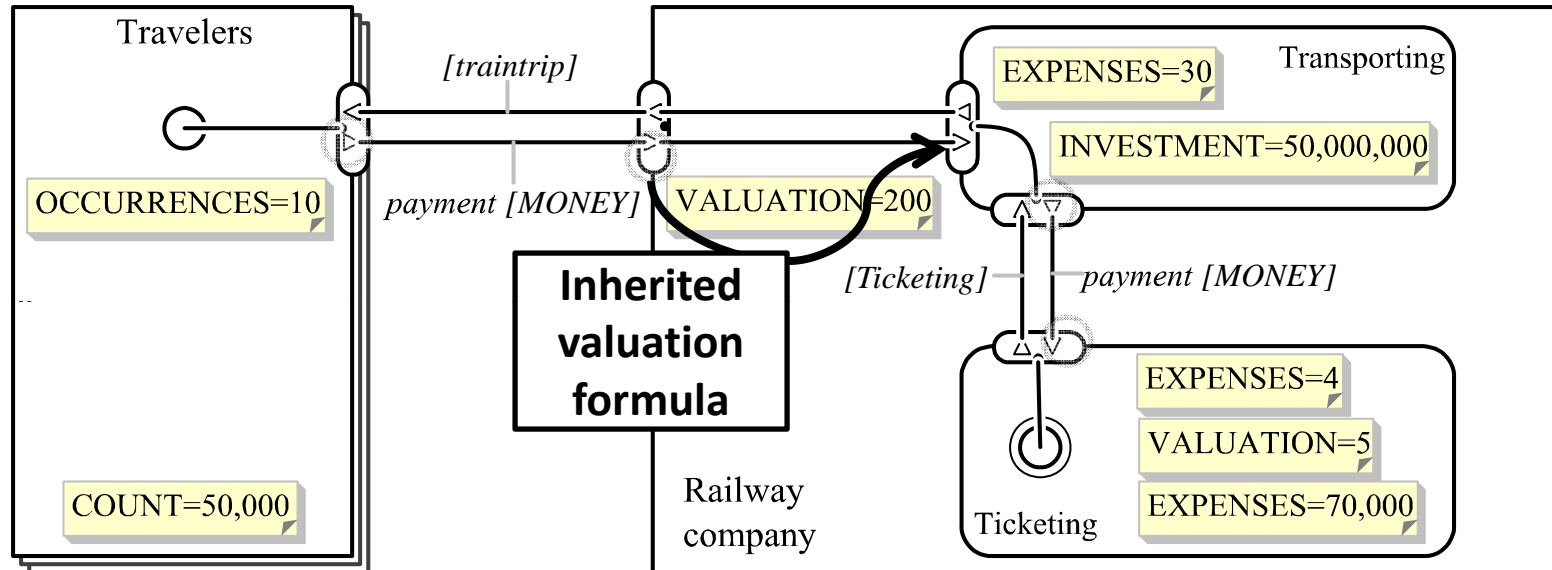 Travelers
[traintrip]
EXPENSES=30
Transporting
INVESTMENT=50,000,000
OCCURRENCES=10
payment [MONEY]
VALUATION=200
Inherited
valuation
formula
[Ticketing]
payment [MONEY]
EXPENSES=4
VALUATION=5
EXPENSES=70,000
COUNT=50,000
Railway
company
Ticketing